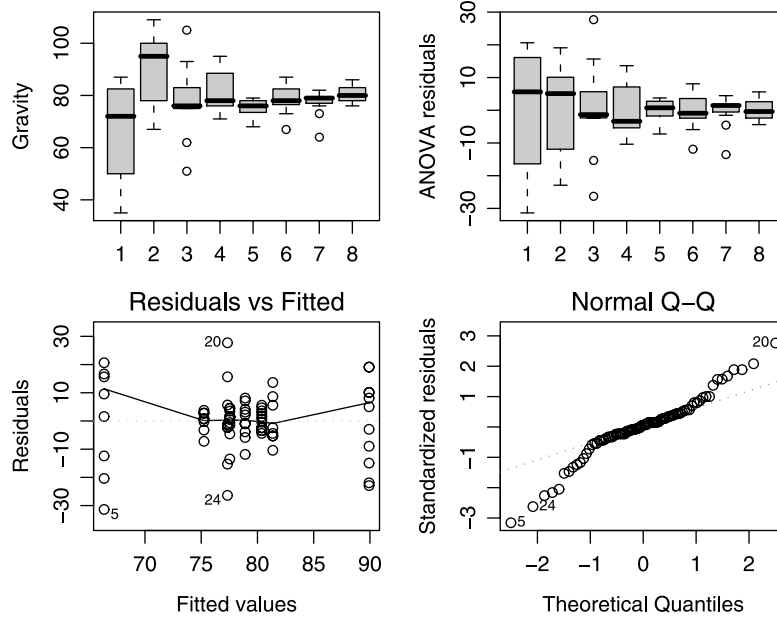 Gravity
40 60 80 100
1 2 3 4 5 6 7 8
ANOVA residuals
-30 -10 10 30
1 2 3 4 5 6 7 8
Residuals vs Fitted
Residuals
-30 -10 10 30
20
24
5
70 75 80 85 90
Fitted values
Normal Q−Q
Standardized residuals
-3 -1 1 2 3
20
24
5
−2 −1 0 1 2
Theoretical Quantiles